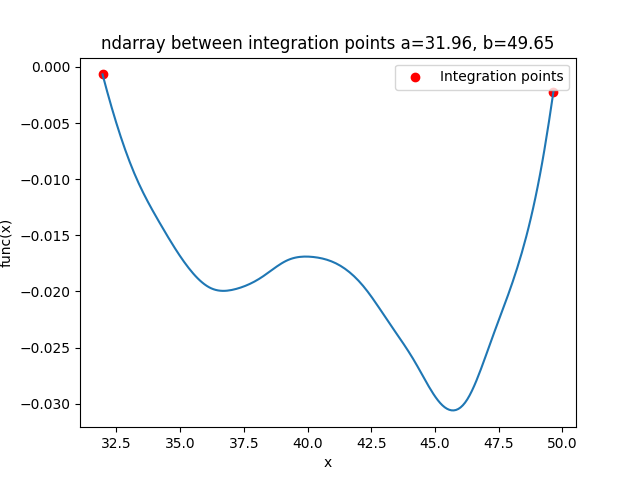 ndarray between integration points a=31.96, b=49.65
Integration points
0.000
−0.005
−0.010
−0.015
−0.020
−0.025
−0.030
func(x)
32.5 35.0 37.5 40.0 42.5 45.0 47.5 50.0
x